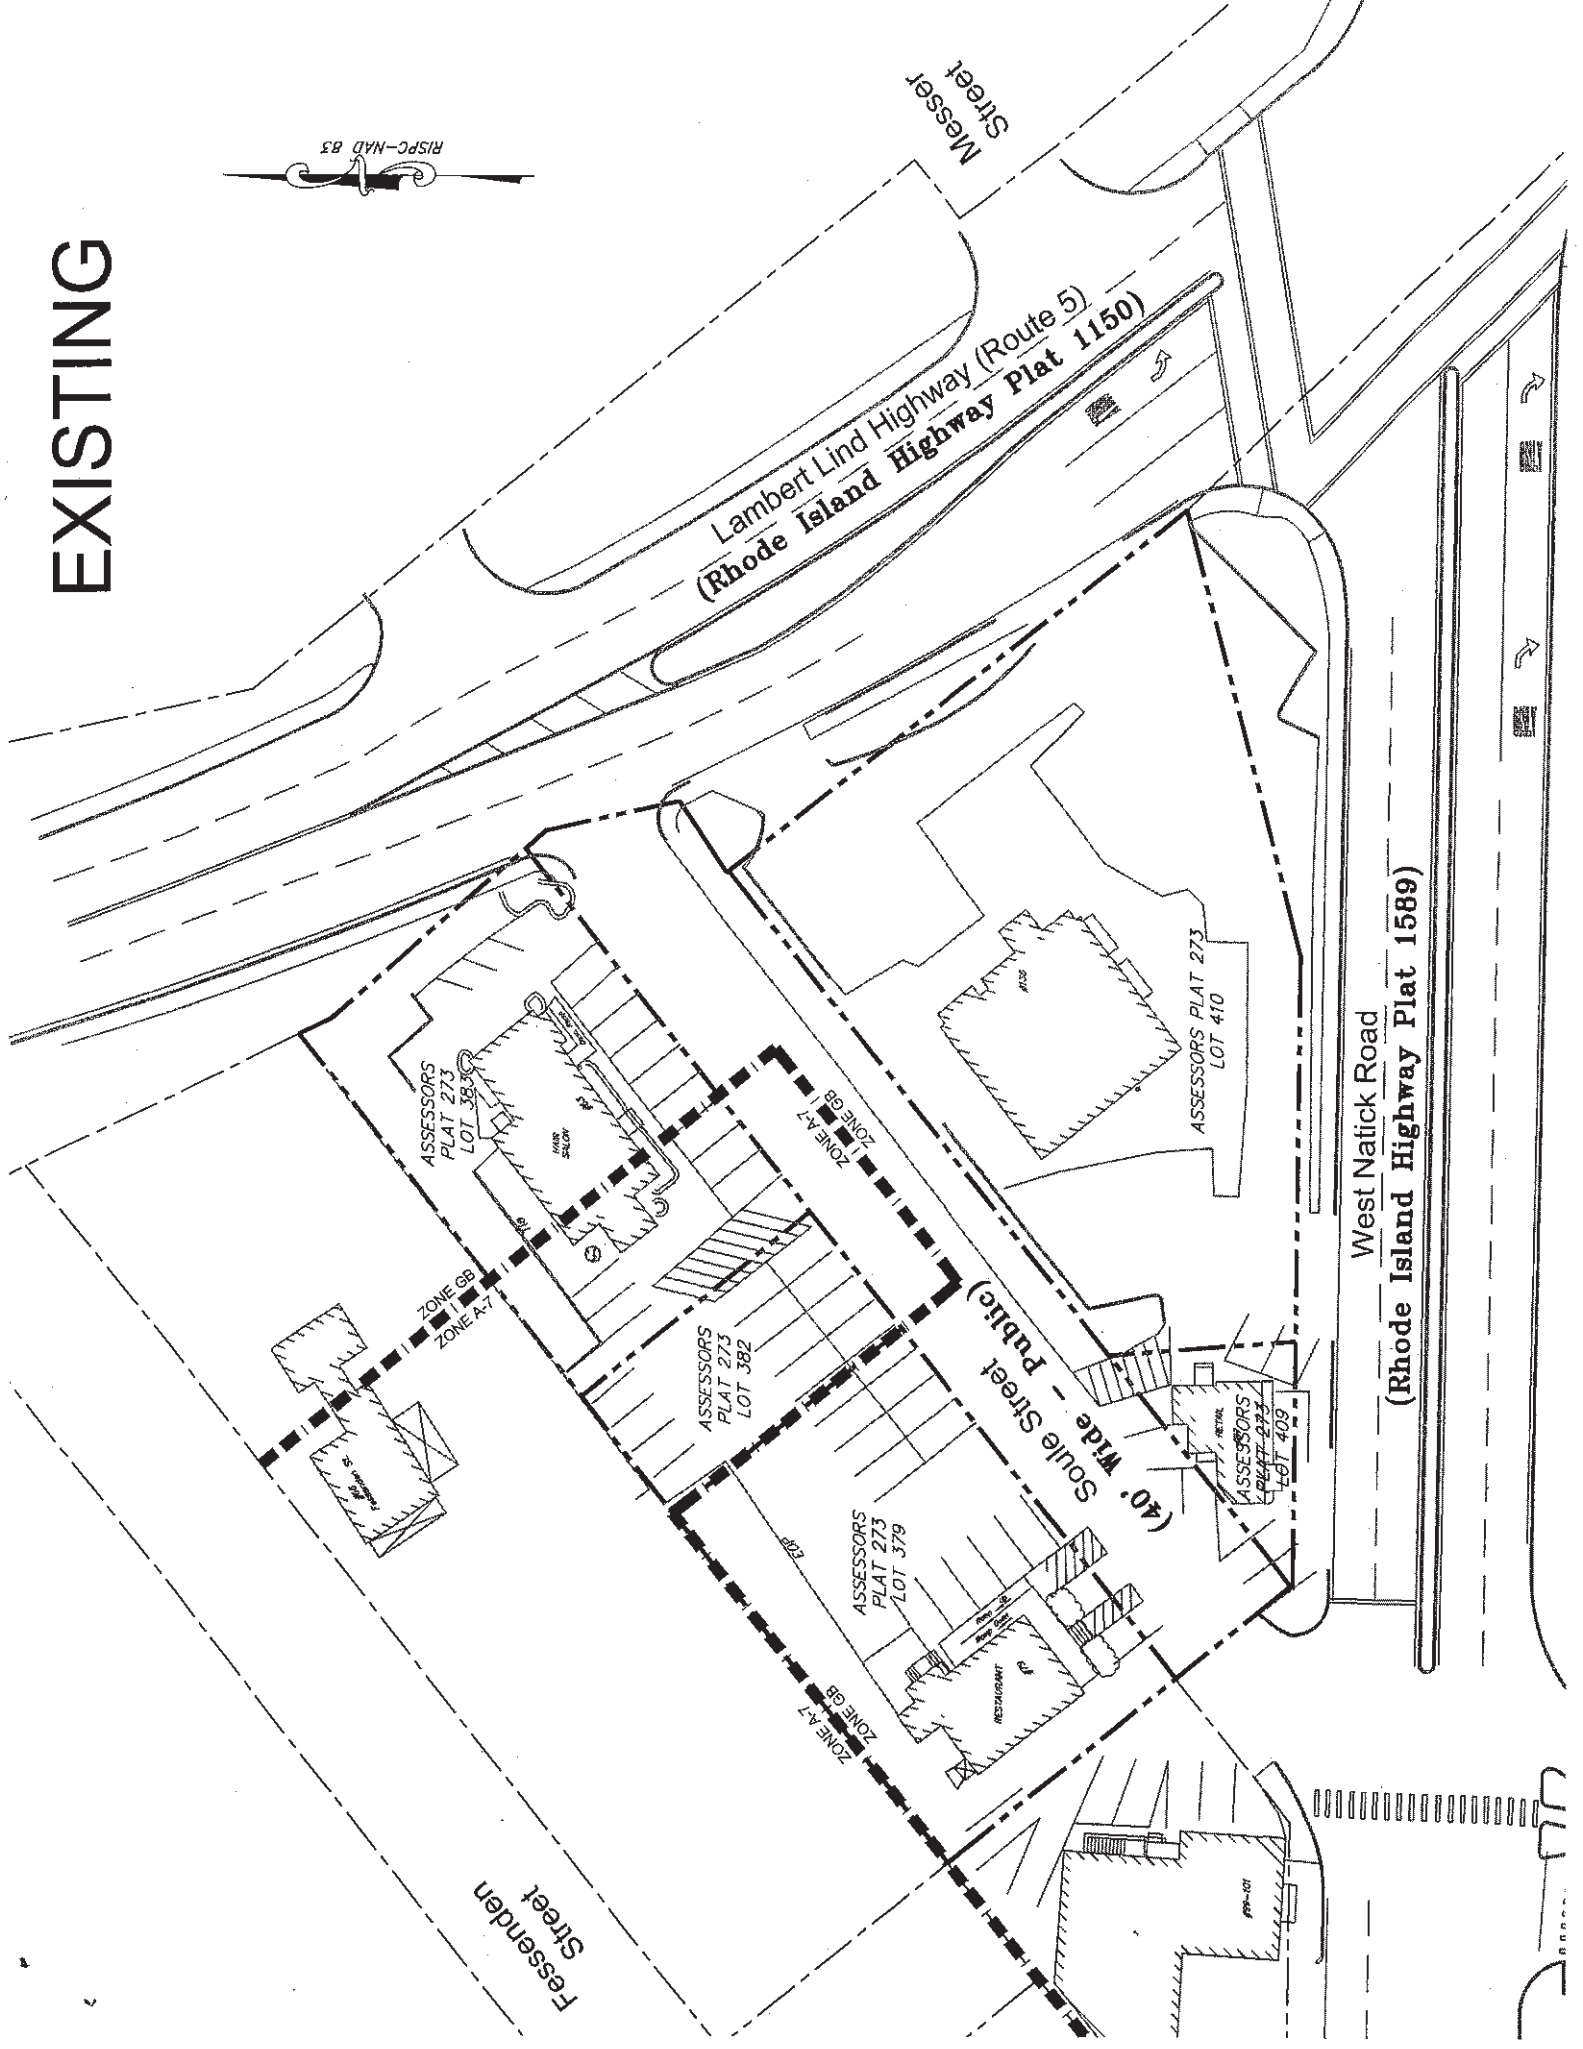 EXISTING
RISPC-NAD 83
Messer
Street
Lambert Lind Highway (Route 5)
(Rhode Island Highway Plat 1150)
ASSESSORS
PLAT 273
LOT 383
HAIR
SALON
ZONE GB
ZONE A-7
ZONE A-7
ZONE GB
ASSESSORS
PLAT 273
LOT 382
ASSESSORS PLAT 273
LOT 410
Soule Street
(40' Wide - Public)
EOP
ASSESSORS
PLAT 273
LOT 379
RESTAURANT
RETAIL
ASSESSORS
PLAT 273
LOT 409
ZONE A-7
ZONE GB
West Natick Road
(Rhode Island Highway Plat 1589)
Fessenden
Street